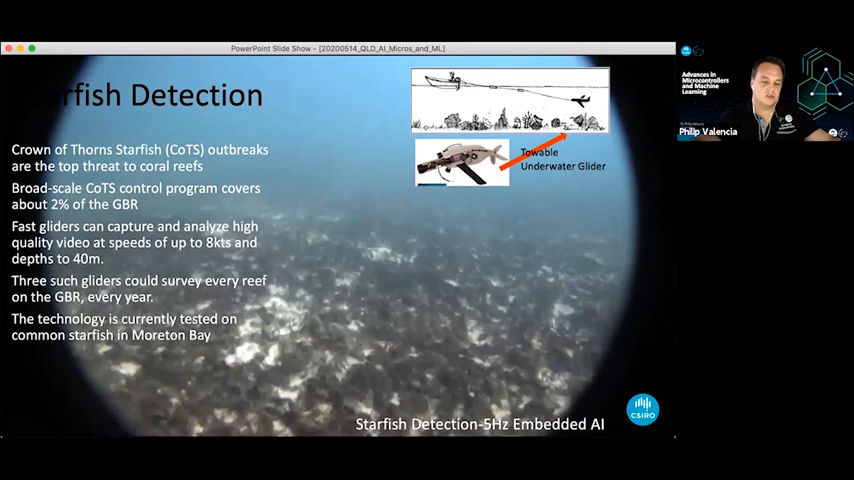 PowerPoint Slide Show - [20200514_QLD_AI_Micros_and_ML]
Starfish Detection
Crown of Thorns Starfish (CoTS) outbreaks
are the top threat to coral reefs
Broad-scale CoTS control program covers
about 2% of the GBR
Fast gliders can capture and analyze high
quality video at speeds of up to 8kts and
depths to 40m.
Three such gliders could survey every reef
on the GBR, every year.
The technology is currently tested on
common starfish in Moreton Bay
Towable
Underwater Glider
Starfish Detection-5Hz Embedded AI
CSIRO
Advances in
Microcontrollers
and Machine
Learning
Philip Valencia